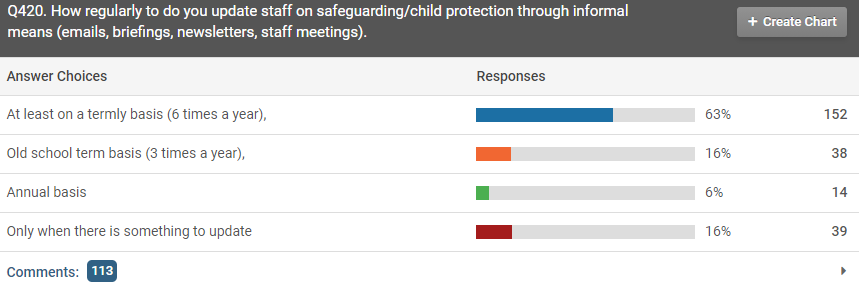 Q420. How regularly to do you update staff on safeguarding/child protection through informal
means (emails, briefings, newsletters, staff meetings).
+ Create Chart
Answer Choices Responses
At least on a termly basis (6 times a year), 63% 152
Old school term basis (3 times a year), 16% 38
Annual basis 6% 14
Only when there is something to update 16% 39
Comments: 113